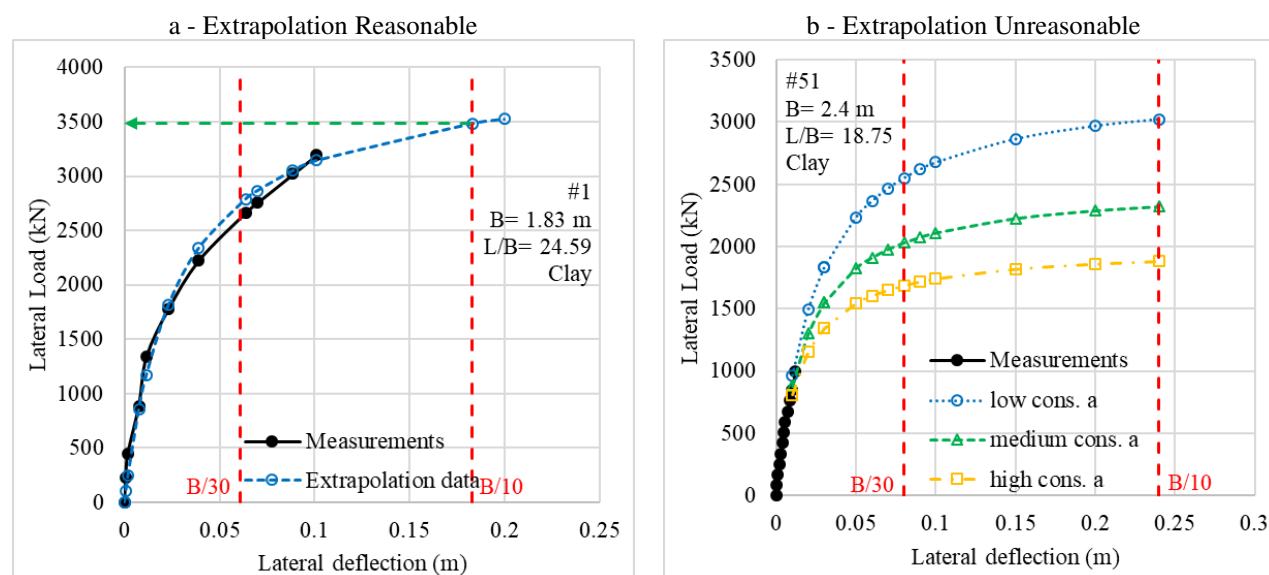 a - Extrapolation Reasonable
4000
3500
3000
2500
2000
1500
1000
500
0
Lateral Load (kN)
#1
B= 1.83 m
L/B= 24.59
Clay
Measurements
Extrapolation data
B/30
B/10
0
0.05
0.1
0.15
0.2
0.25
Lateral deflection (m)
b - Extrapolation Unreasonable
3500
3000
2500
2000
1500
1000
500
0
Lateral Load (kN)
#51
B= 2.4 m
L/B= 18.75
Clay
Measurements
low cons. a
medium cons. a
high cons. a
B/30
B/10
0
0.05
0.1
0.15
0.2
0.25
0.3
Lateral deflection (m)